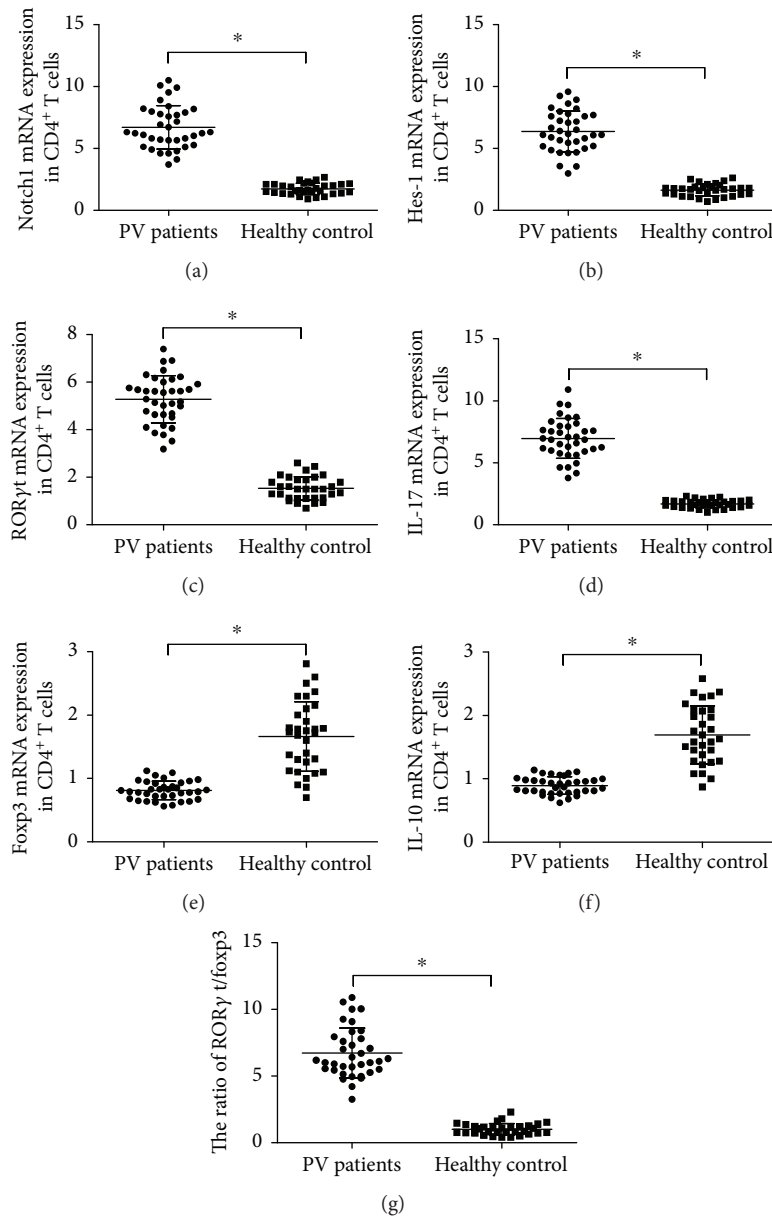 Notch1 mRNA expression
in CD4⁺ T cells
15
10
5
0
*
PV patients Healthy control
(a)
Hes-1 mRNA expression
in CD4⁺ T cells
15
10
5
0
*
PV patients Healthy control
(b)
RORγt mRNA expression
in CD4⁺ T cells
8
6
4
2
0
*
PV patients Healthy control
(c)
IL-17 mRNA expression
in CD4⁺ T cells
15
10
5
0
*
PV patients Healthy control
(d)
Foxp3 mRNA expression
in CD4⁺ T cells
3
2
1
0
*
PV patients Healthy control
(e)
IL-10 mRNA expression
in CD4⁺ T cells
3
2
1
0
*
PV patients Healthy control
(f)
The ratio of RORγ t/foxp3
15
10
5
0
*
PV patients Healthy control
(g)